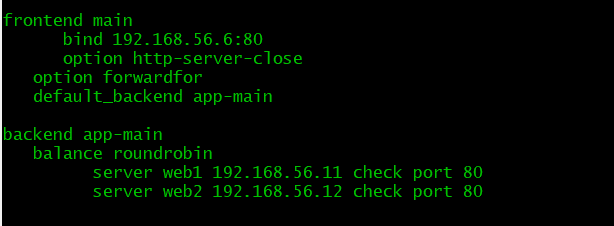 frontend main
bind 192.168.56.6:80
option http-server-close
option forwardfor
default_backend app-main
backend app-main
balance roundrobin
server web1 192.168.56.11 check port 80
server web2 192.168.56.12 check port 80